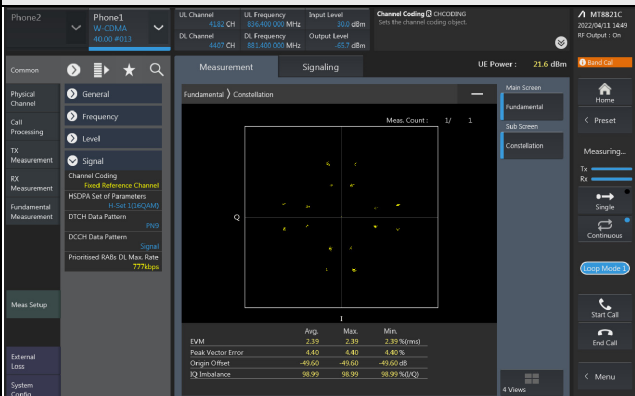 Phone2
Phone1
W-CDMA
40.00 #013
UL Channel
4182 CH
UL Frequency
836.400 000 MHz
Input Level
30.0 dBm
DL Channel
4407 CH
DL Frequency
881.400 000 MHz
Output Level
-65.7 dBm
Channel Coding CHCODING
Sets the channel coding object.
MT8821C
2022/04/11 14:49
RF Output : On
Common
Physical
Channel
Call
Processing
TX
Measurement
RX
Measurement
Fundamental
Measurement
Meas Setup
External
Loss
System
Config
General
Frequency
Level
Signal
Channel Coding
Fixed Reference Channel
HSDPA Set of Parameters
H-Set 1(16QAM)
DTCH Data Pattern
PN9
DCCH Data Pattern
Signal
Prioritised RABs DL Max. Rate
777kbps
Measurement
Signaling
UE Power : 21.6 dBm
Fundamental 〉 Constellation
Meas. Count : 1/ 1
Q
I
Avg. Max. Min.
EVM 2.39 2.39 2.39 %(rms)
Peak Vector Error 4.40 4.40 4.40 %
Origin Offset -49.60 -49.60 -49.60 dB
IQ Imbalance 98.99 98.99 98.99 %(I/Q)
Main Screen
Fundamental
Sub Screen
Constellation
4 Views
Band Cal
Home
Preset
Measuring...
Tx
Rx
Single
Continuous
Loop Mode 1
Start Call
End Call
Menu